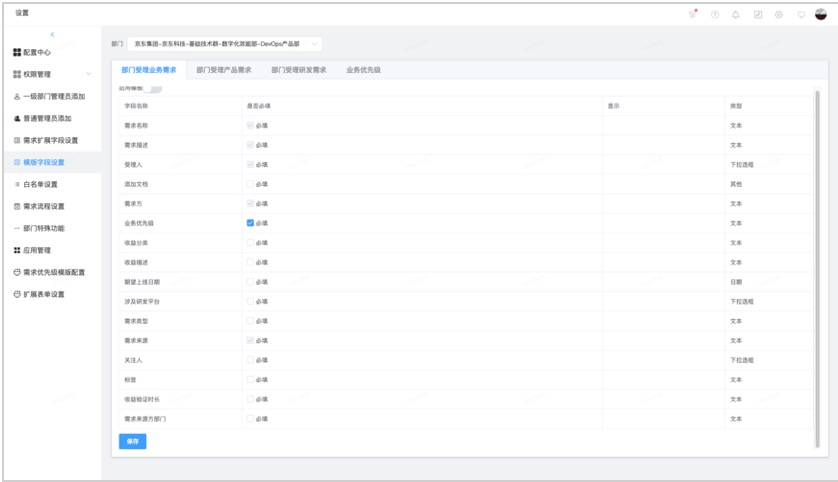 设置
配置中心
权限管理
一级部门管理员添加
普通管理员添加
需求扩展字段设置
模版字段设置
白名单设置
需求流程设置
部门特殊功能
应用管理
需求优先级模版配置
扩展表单设置
部门 京东集团-京东科技-基础技术群-数字化效能部-DevOps产品部
部门受理业务需求 部门受理产品需求 部门受理研发需求 业务优先级
启用模板
字段名称 是否必填 显示 类型
需求名称 必填 文本
需求描述 必填 文本
受理人 必填 下拉选框
添加文档 必填 其他
需求方 必填 文本
业务优先级 必填 文本
收益分类 必填 文本
收益描述 必填 文本
期望上线日期 必填 日期
涉及研发平台 必填 下拉选框
需求类型 必填 文本
需求来源 必填 文本
关注人 必填 下拉选框
标签 必填 文本
收益验证时长 必填 文本
需求来源方部门 必填 文本
保存